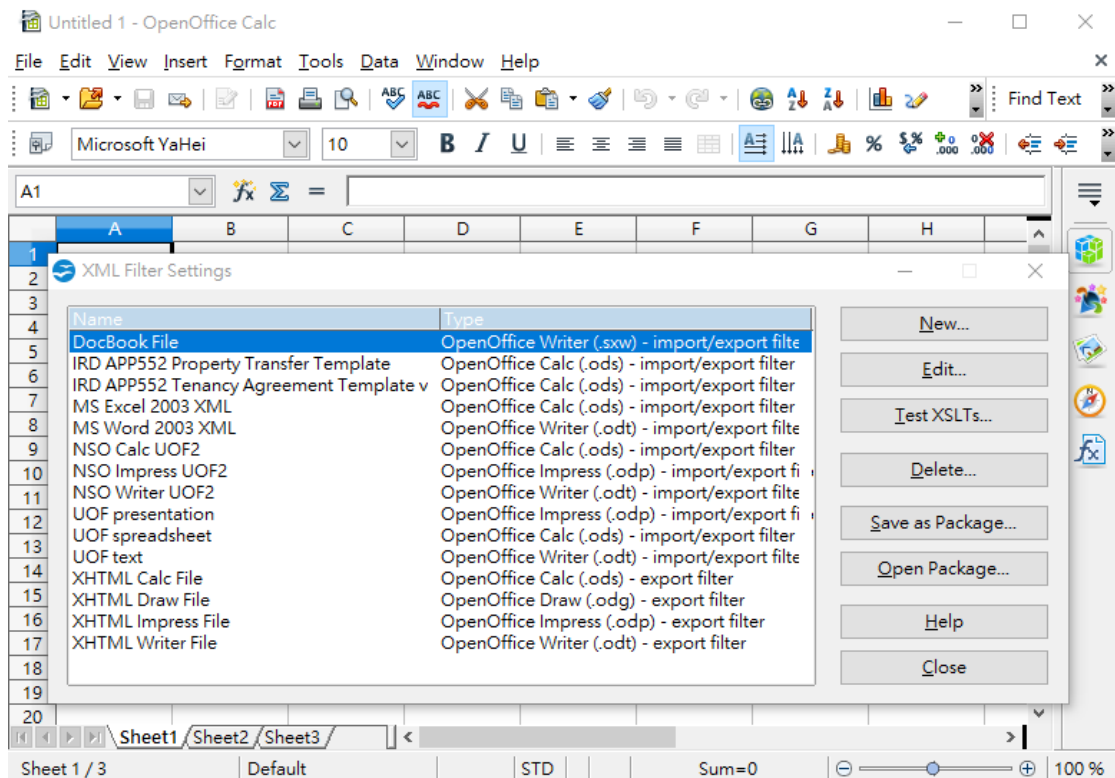 Untitled 1 - OpenOffice Calc
File Edit View Insert Format Tools Data Window Help
ABC ABC Find Text
Microsoft YaHei 10 B I U
A1
A B C D E F G H
1
2
3
4
5
6
7
8
9
10
11
12
13
14
15
16
17
18
19
20
XML Filter Settings
Name Type
DocBook File OpenOffice Writer (.sxw) - import/export filte
IRD APP552 Property Transfer Template OpenOffice Calc (.ods) - import/export filter
IRD APP552 Tenancy Agreement Template v OpenOffice Calc (.ods) - import/export filter
MS Excel 2003 XML OpenOffice Calc (.ods) - import/export filter
MS Word 2003 XML OpenOffice Writer (.odt) - import/export filte
NSO Calc UOF2 OpenOffice Calc (.ods) - import/export filter
NSO Impress UOF2 OpenOffice Impress (.odp) - import/export fi
NSO Writer UOF2 OpenOffice Writer (.odt) - import/export filte
UOF presentation OpenOffice Impress (.odp) - import/export fi
UOF spreadsheet OpenOffice Calc (.ods) - import/export filter
UOF text OpenOffice Writer (.odt) - import/export filte
XHTML Calc File OpenOffice Calc (.ods) - export filter
XHTML Draw File OpenOffice Draw (.odg) - export filter
XHTML Impress File OpenOffice Impress (.odp) - export filter
XHTML Writer File OpenOffice Writer (.odt) - export filter
New...
Edit...
Test XSLTs...
Delete...
Save as Package...
Open Package...
Help
Close
Sheet1 Sheet2 Sheet3
Sheet 1 / 3 Default STD Sum=0 100 %